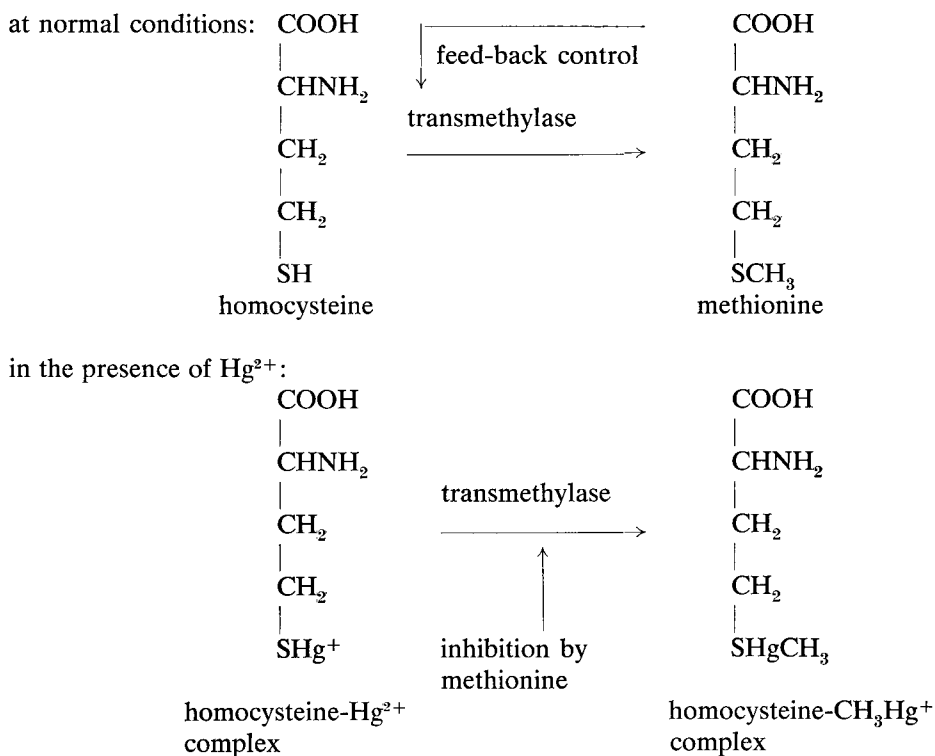 at normal conditions: COOH COOH
feed-back control
CHNH₂ CHNH₂
transmethylase
CH₂ CH₂
CH₂ CH₂
SH SCH₃
homocysteine methionine
in the presence of Hg²⁺:
COOH COOH
CHNH₂ CHNH₂
transmethylase
CH₂ CH₂
CH₂ CH₂
SHg⁺ inhibition by SHgCH₃
methionine
homocysteine-Hg²⁺ homocysteine-CH₃Hg⁺
complex complex